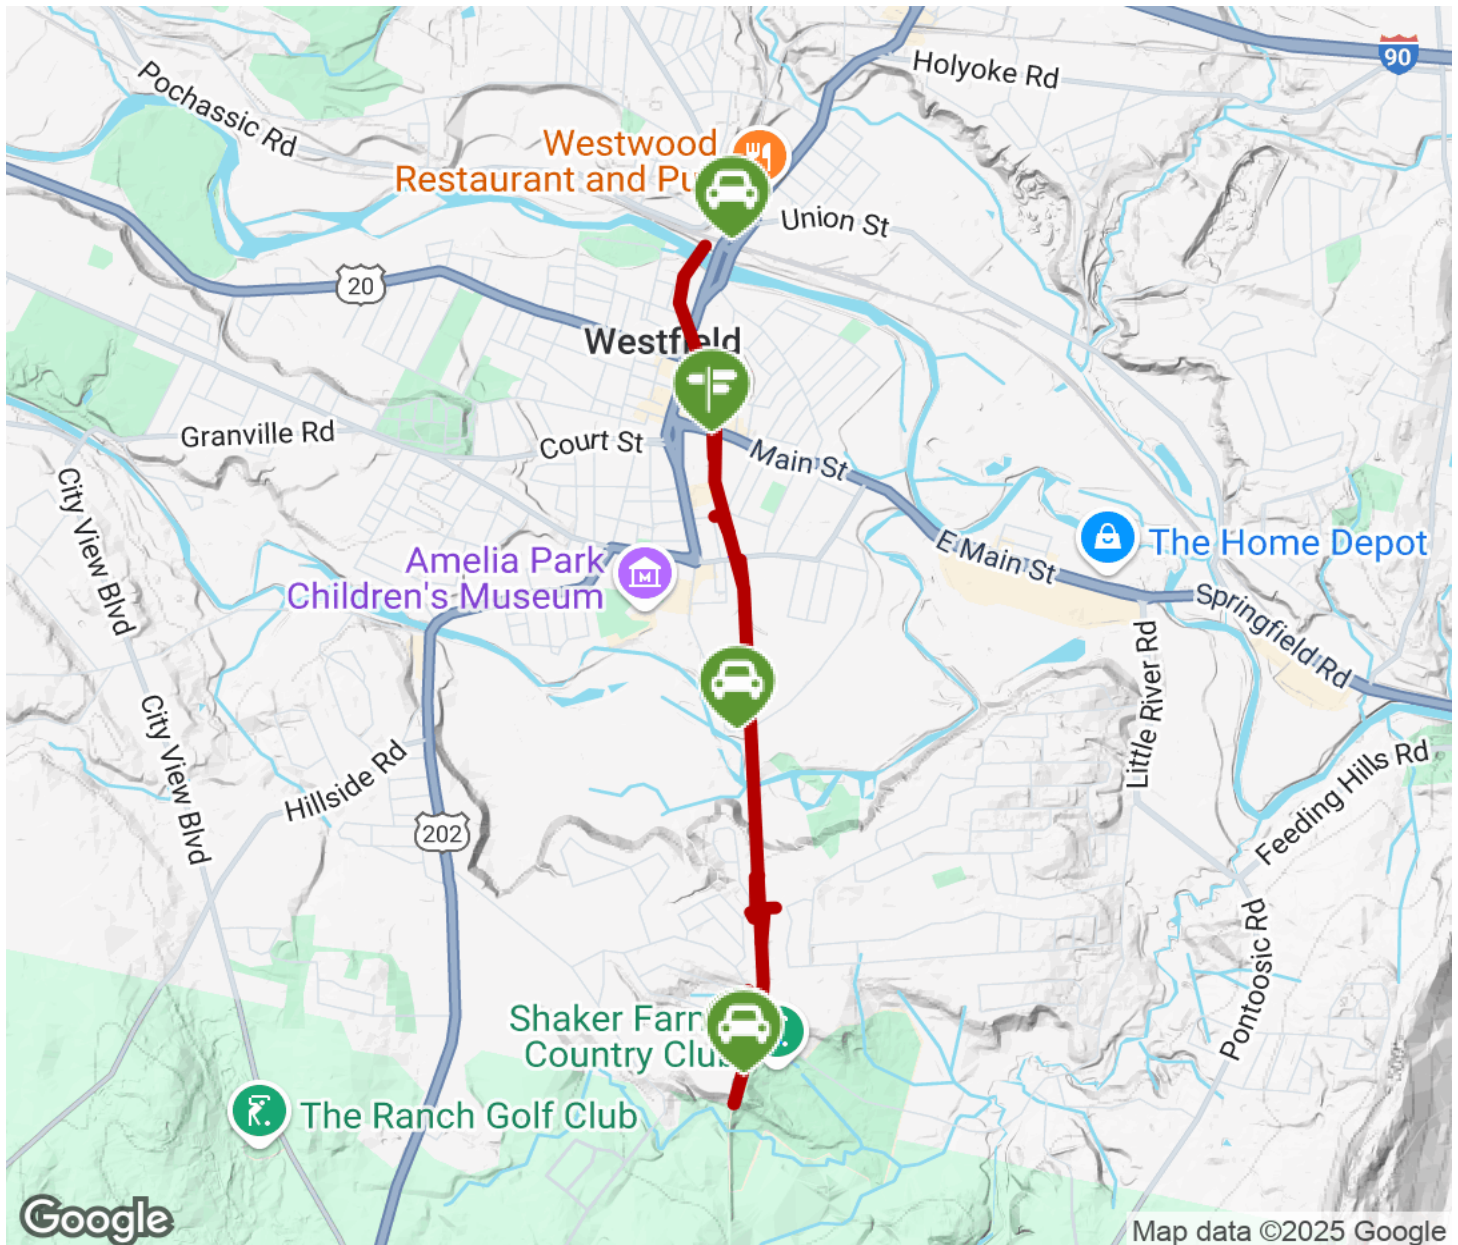 Holyoke Rd
90
Pochassic Rd
Westwood
Restaurant and Pu
Union St
20
Westfield
Granville Rd
Court St
Main St
City View Blvd
E Main St
The Home Depot
Amelia Park
Children's Museum
Springfield Rd
Little River Rd
City View Blvd
Hillside Rd
Feeding Hills Rd
202
Pontoosic Rd
Shaker Farm
Country Club
The Ranch Golf Club
Google
Map data ©2025 Google